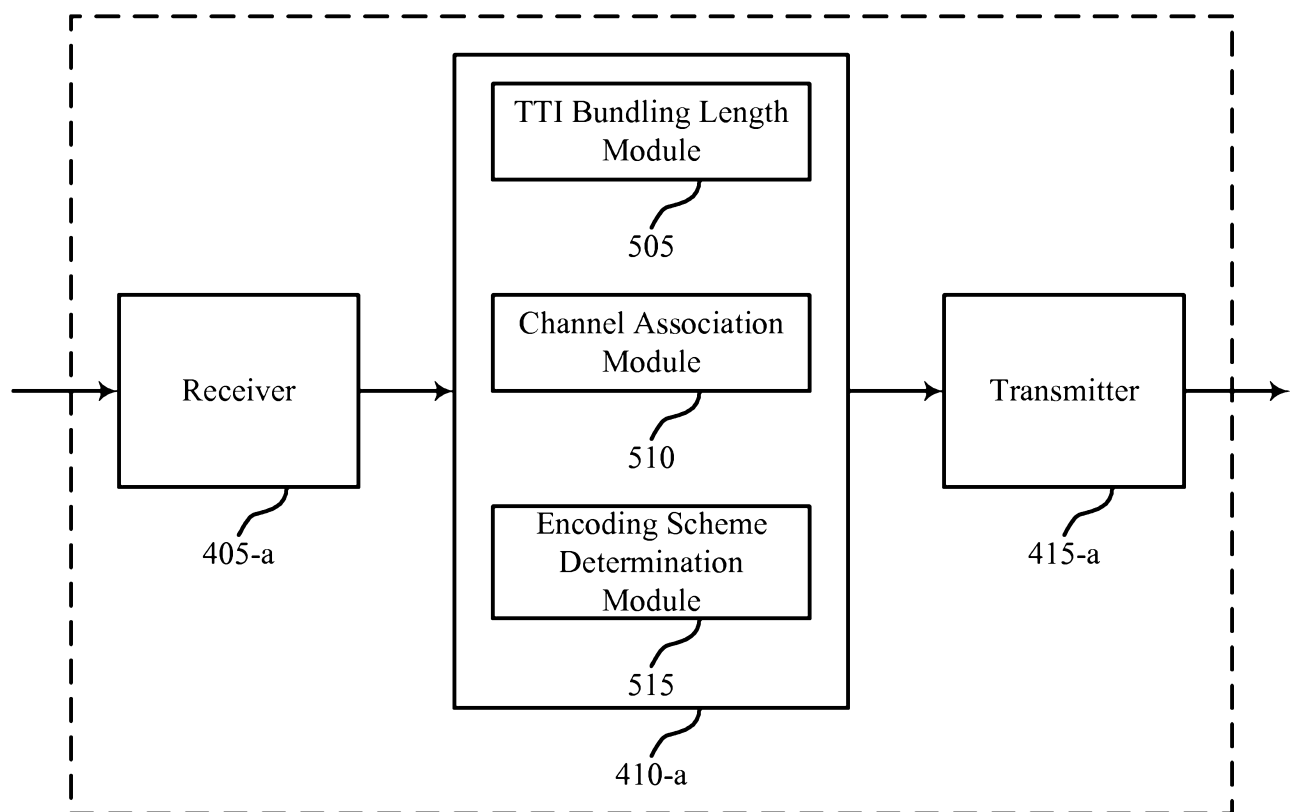 TTI Bundling Length
Module
505
Channel Association
Module
510
Receiver
Transmitter
Encoding Scheme
Determination
Module
405-a
415-a
515
410-a